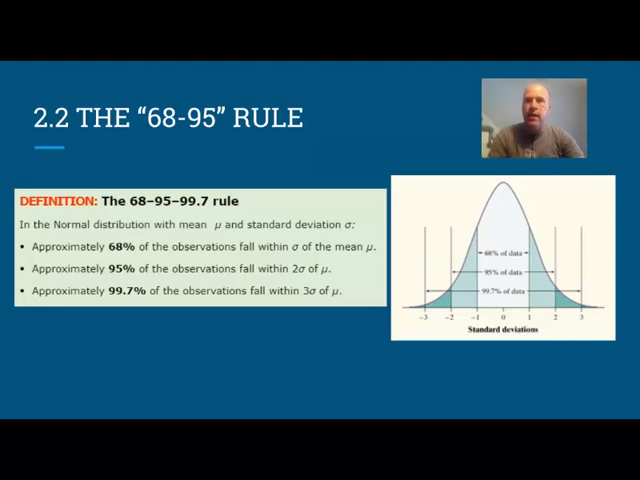 2.2 THE “68-95” RULE
DEFINITION: The 68–95–99.7 rule
In the Normal distribution with mean μ and standard deviation σ:
• Approximately 68% of the observations fall within σ of the mean μ.
• Approximately 95% of the observations fall within 2σ of μ.
• Approximately 99.7% of the observations fall within 3σ of μ.
68% of data
95% of data
99.7% of data
−3 −2 −1 0 1 2 3
Standard deviations